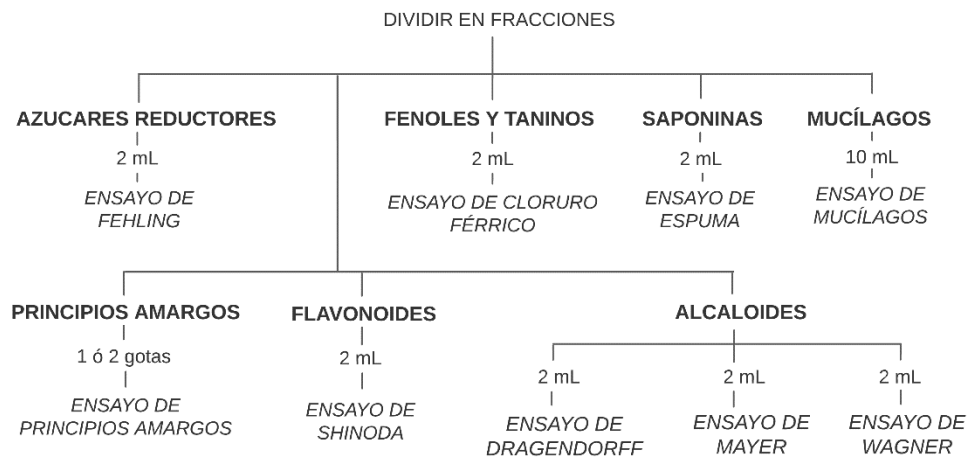 DIVIDIR EN FRACCIONES
AZUCARES REDUCTORES
2 mL
ENSAYO DE
FEHLING
FENOLES Y TANINOS
2 mL
ENSAYO DE CLORURO
FÉRRICO
SAPONINAS
2 mL
ENSAYO DE
ESPUMA
MUCÍLAGOS
10 mL
ENSAYO DE
MUCÍLAGOS
PRINCIPIOS AMARGOS
1 ó 2 gotas
ENSAYO DE
PRINCIPIOS AMARGOS
FLAVONOIDES
2 mL
ENSAYO DE
SHINODA
ALCALOIDES
2 mL
ENSAYO DE
DRAGENDORFF
2 mL
ENSAYO DE
MAYER
2 mL
ENSAYO DE
WAGNER